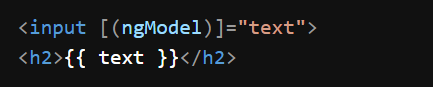 <input [(ngModel)]="text">
<h2>{{ text }}</h2>